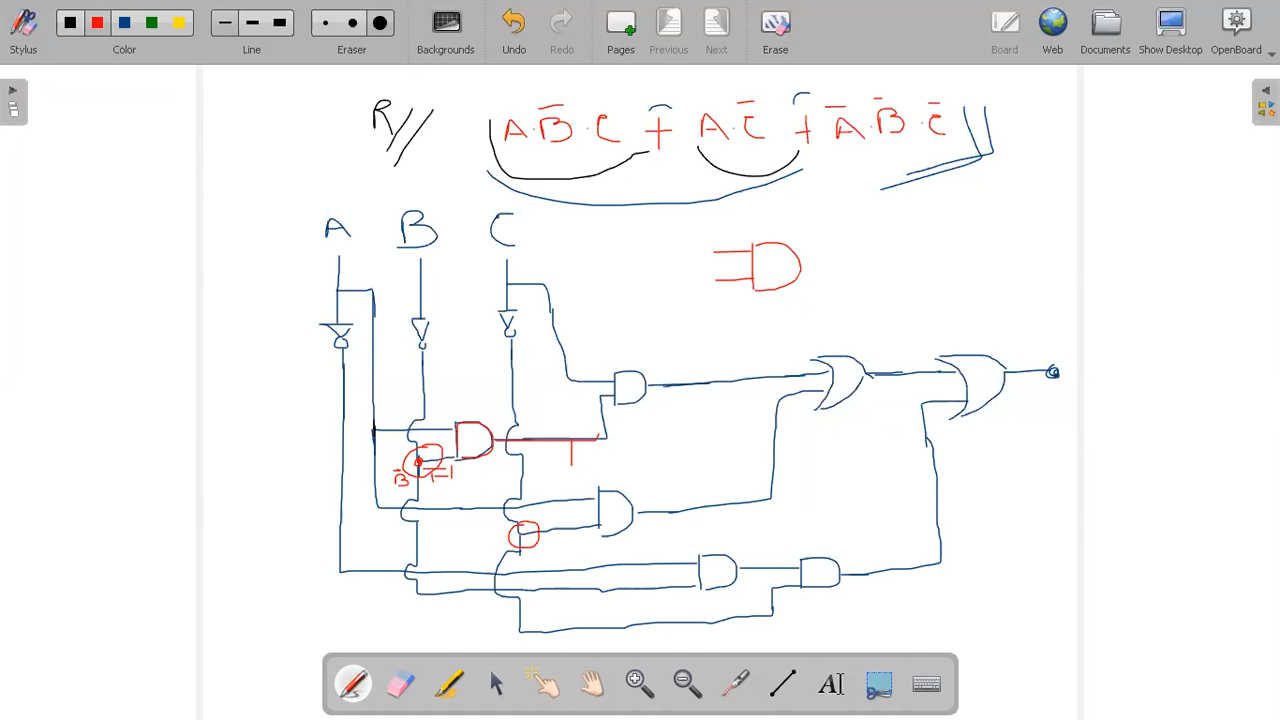 Stylus Color Line Eraser Backgrounds Undo Redo Pages Previous Next Erase Board Web Documents Show Desktop OpenBoard
R// A·B̅·C + A·C̅ + A̅·B̅·C̅
A B C
B̅